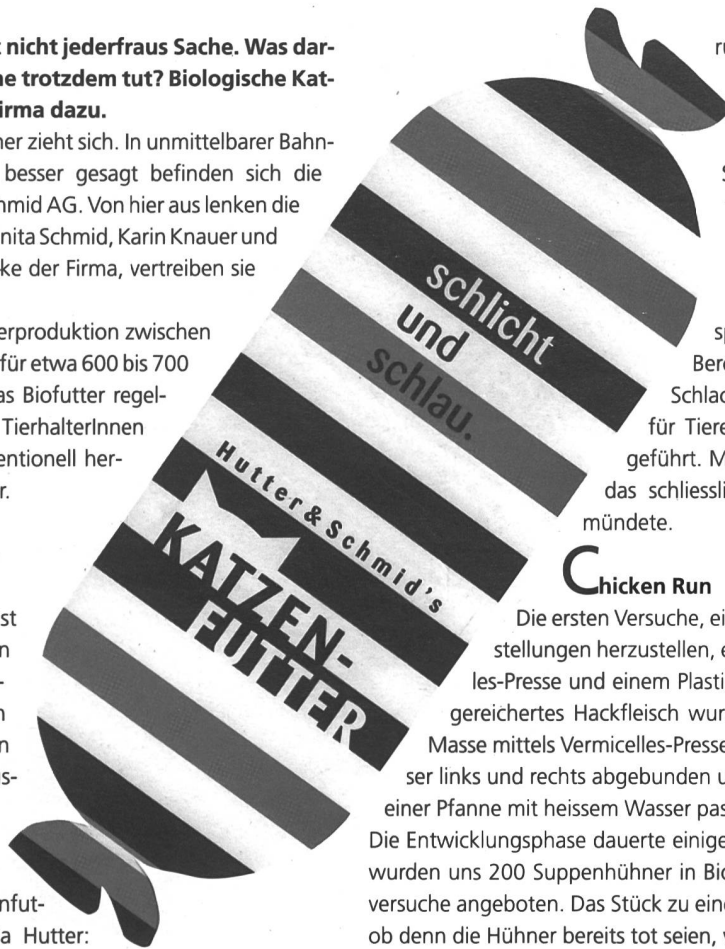 nicht jederfraus Sache. Was dar-
ne trotzdem tut? Biologische Kat-
irma dazu.
ner zieht sich. In unmittelbarer Bahn-
besser gesagt befinden sich die
hmid AG. Von hier aus lenken die
nita Schmid, Karin Knauer und
ke der Firma, vertreiben sie
erproduktion zwischen
für etwa 600 bis 700
as Biofutter regel-
TierhalterInnen
entionell her-
r.
st
n
-
n
n
s-
nfut-
a Hutter:
schlicht
und
schlau.
Hutter & Schmid's
KATZEN-
FUTTER
ru
S
sp
Bere
Schlac
für Tiere
geführt. M
das schliessli
mündete.
Chicken Run
Die ersten Versuche, ei
stellungen herzustellen, e
les-Presse und einem Plasti
gereichertes Hackfleisch wur
Masse mittels Vermicelles-Presse
ser links und rechts abgebunden u
einer Pfanne mit heissem Wasser pas
Die Entwicklungsphase dauerte einige
wurden uns 200 Suppenhühner in Bio
versuche angeboten. Das Stück zu eine
ob denn die Hühner bereits tot seien, v